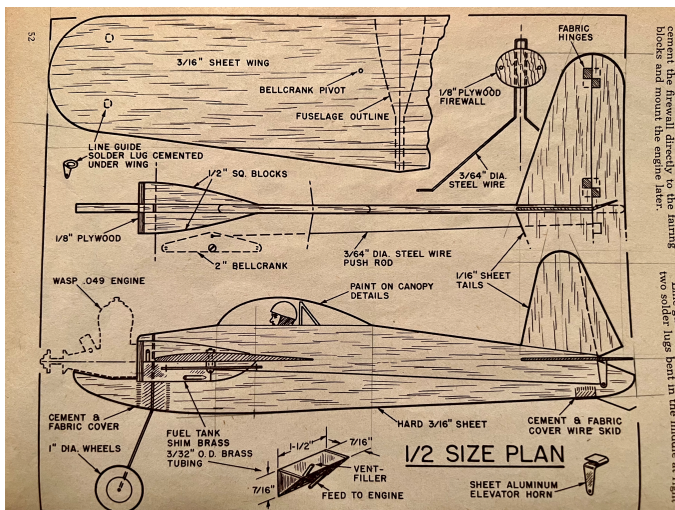 52
3/16" SHEET WING
BELLCRANK PIVOT
FUSELAGE OUTLINE
LINE GUIDE
SOLDER LUG CEMENTED
UNDER WING
FABRIC
HINGES
1/8" PLYWOOD
FIREWALL
3/64" DIA.
STEEL WIRE
1/2" SQ. BLOCKS
1/8" PLYWOOD
2" BELLCRANK
3/64" DIA. STEEL WIRE
PUSH ROD
1/16" SHEET
TAILS
WASP .049 ENGINE
PAINT ON CANOPY
DETAILS
CEMENT &
FABRIC COVER
1" DIA. WHEELS
FUEL TANK
SHIM BRASS
3/32" O.D. BRASS
TUBING
1-1/2"
7/16"
7/16"
VENT-
FILLER
FEED TO ENGINE
HARD 3/16" SHEET
CEMENT & FABRIC
COVER WIRE SKID
1/2 SIZE PLAN
SHEET ALUMINUM
ELEVATOR HORN
cement the firewall directly to the fairing
blocks and mount the engine later.
two solder lugs bent in the middle